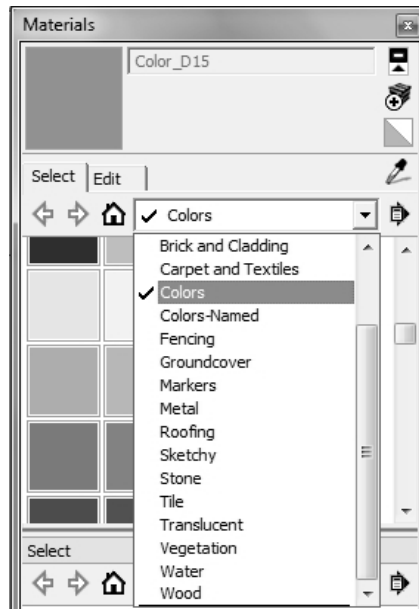 Materials
Color_D15
Select Edit
Colors
Brick and Cladding
Carpet and Textiles
Colors
Colors-Named
Fencing
Groundcover
Markers
Metal
Roofing
Sketchy
Stone
Tile
Translucent
Vegetation
Water
Wood
Select